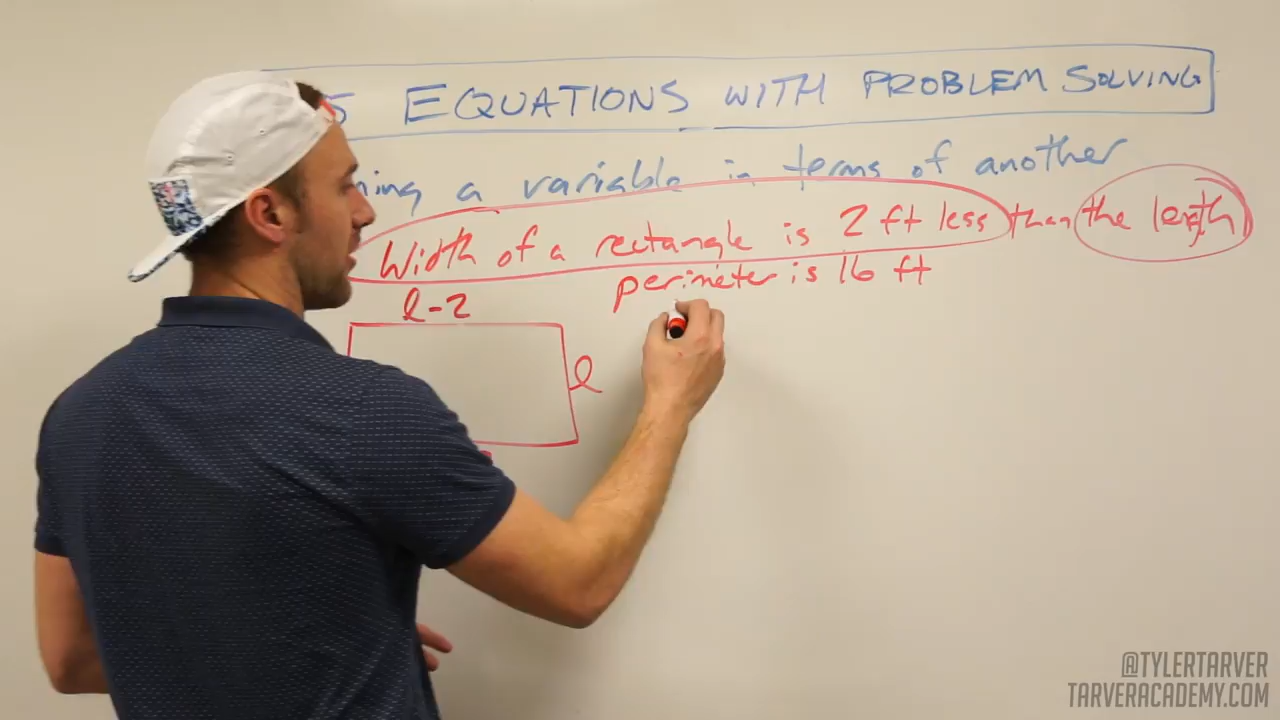 5 EQUATIONS WITH PROBLEM SOLVING
a variable in terms of another
Width of a rectangle is 2 ft less than the length
perimeter is 16 ft
l-2
l
@TYLERTARVER
TARVERACADEMY.COM